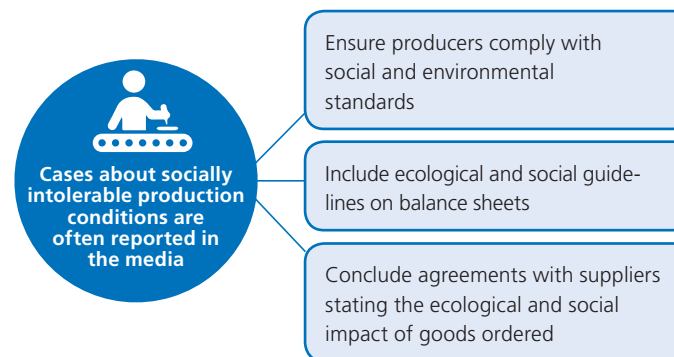 Cases about socially
intolerable production
conditions are
often reported in
the media
Ensure producers comply with
social and environmental
standards
Include ecological and social guide-
lines on balance sheets
Conclude agreements with suppliers
stating the ecological and social
impact of goods ordered